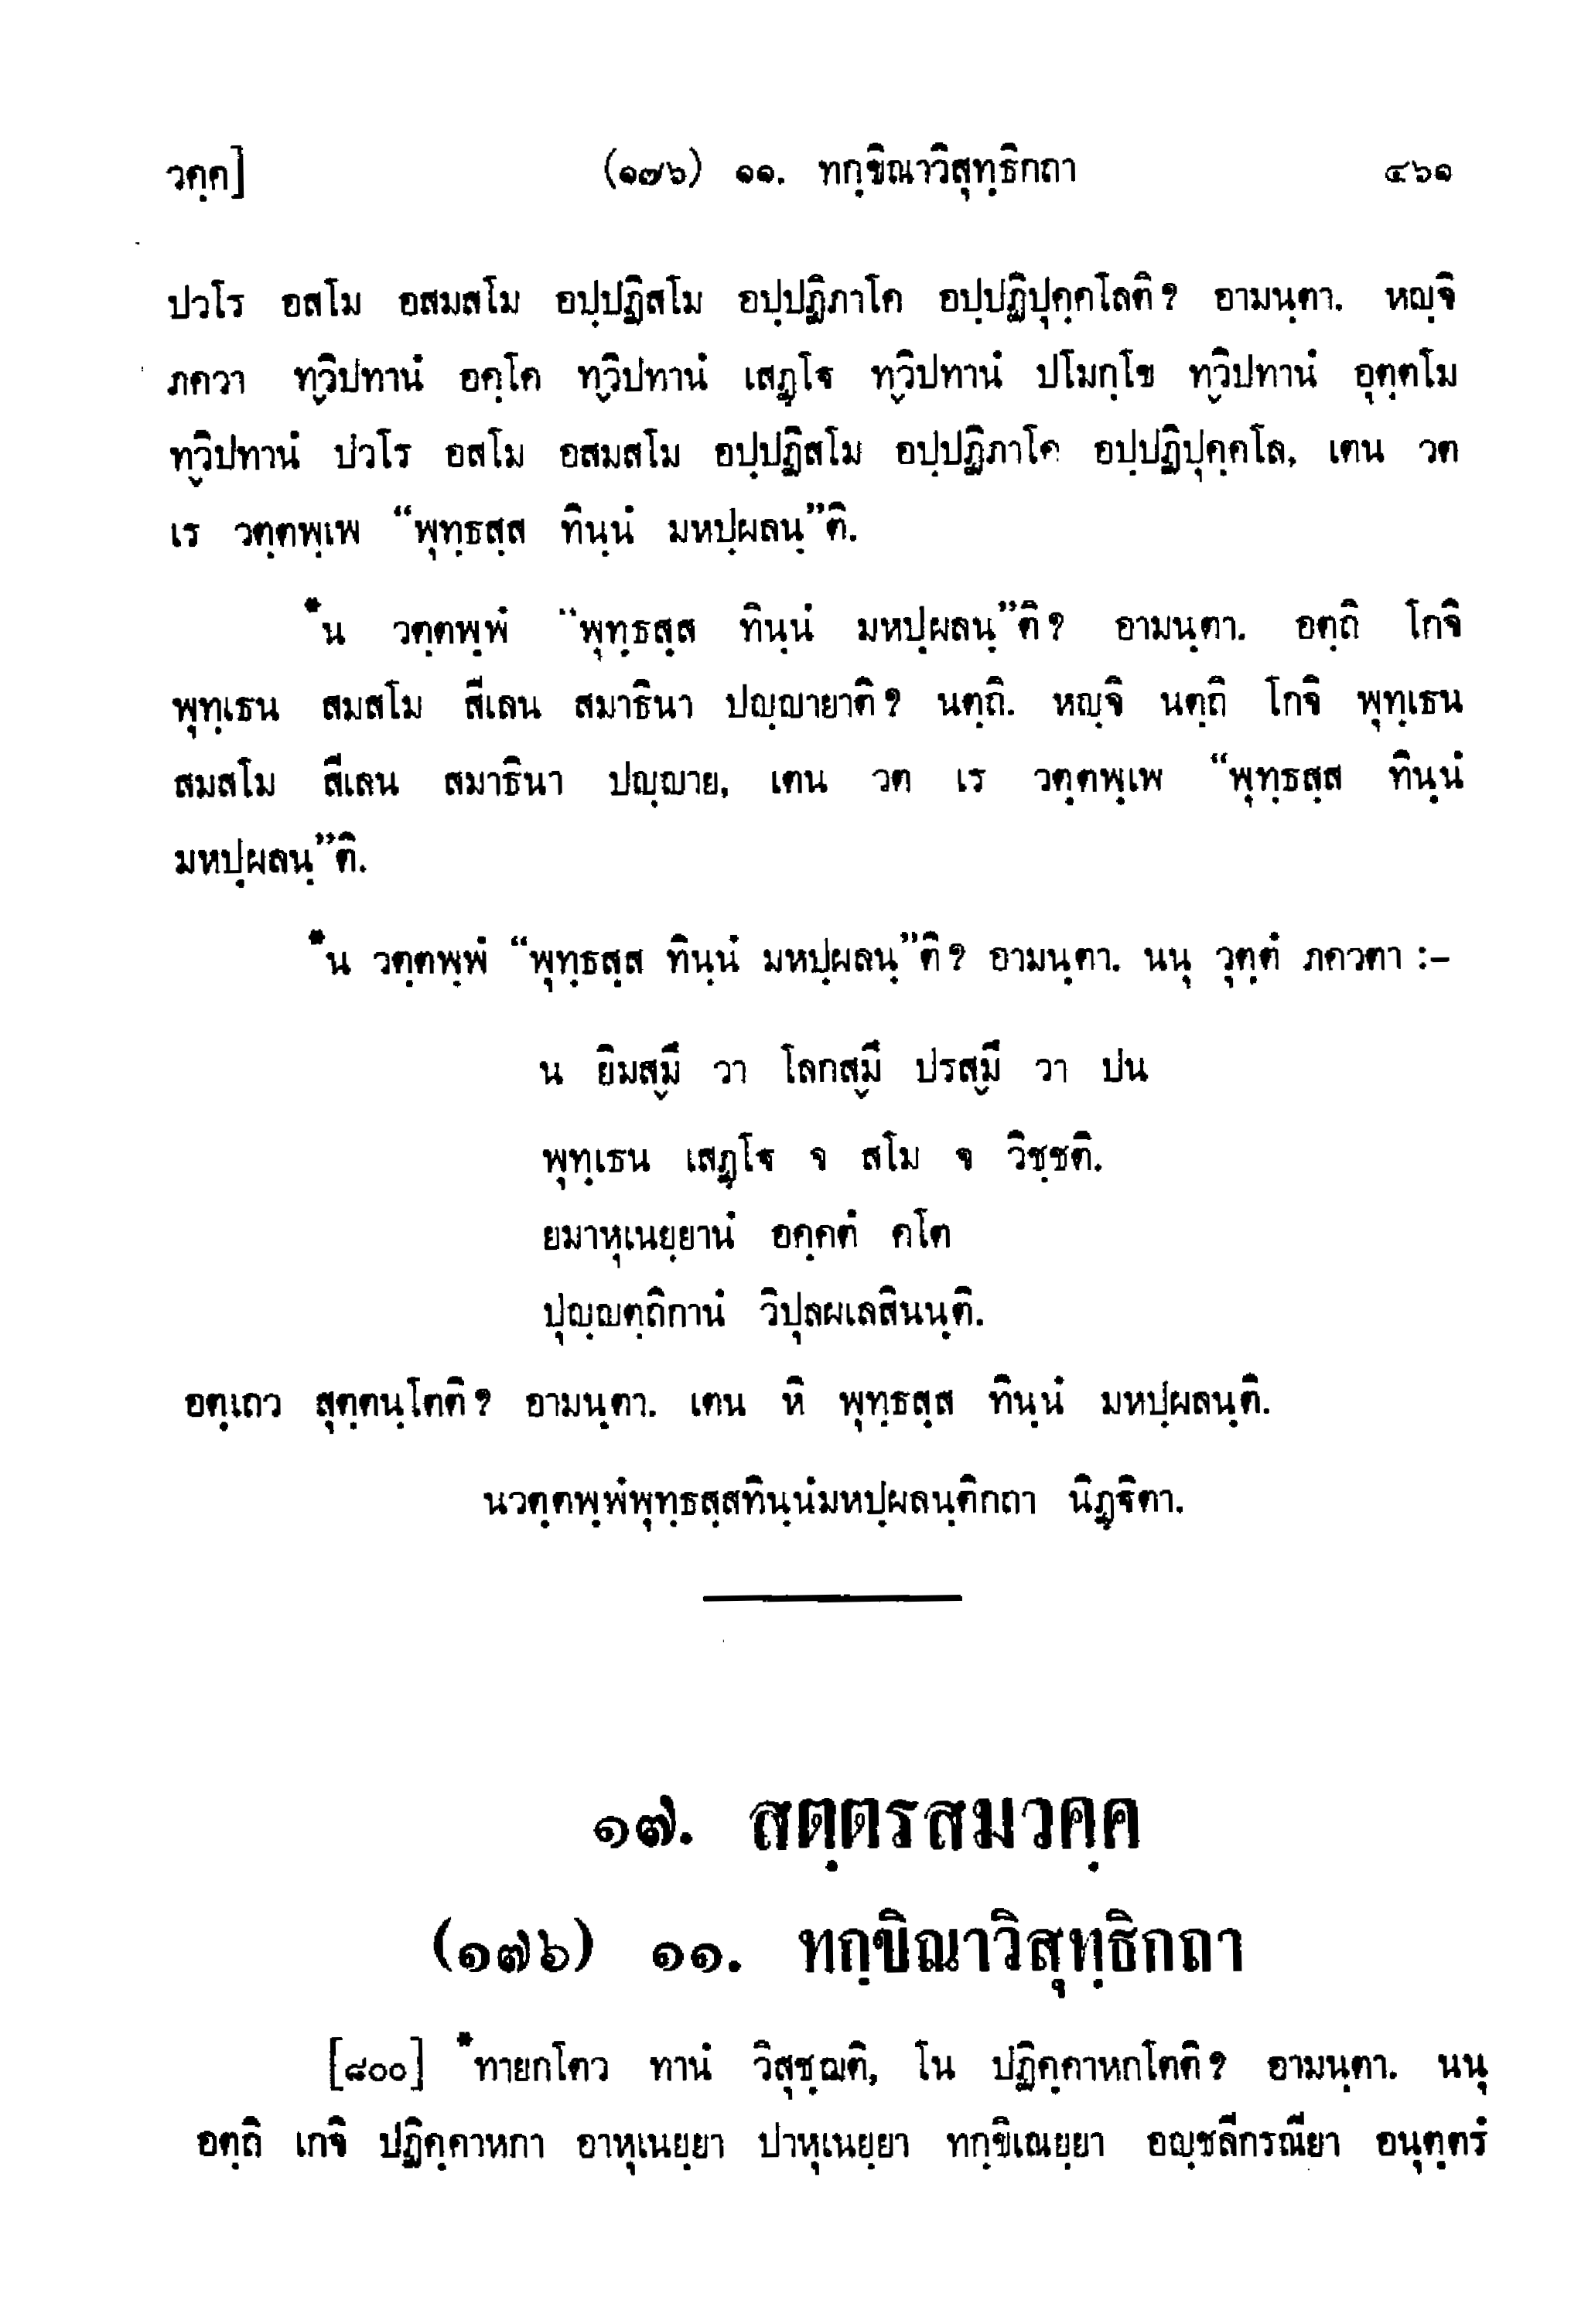 วคฺค] (๑๗๖) ๑๑. ทกฺขิณาวิสุทฺธิกถา ๔๖๑
ปวโร อสโม อสมสโม อปฺปฏิสโม อปฺปฏิภาโค อปฺปฏิปุคฺคโลติ? อามนฺตา. หญฺจิ
ภควา ทฺวิปทานํ อคฺโค ทฺวิปทานํ เสฏฺโฐ ทฺวิปทานํ ปโมกฺโข ทฺวิปทานํ อุตฺตโม
ทฺวิปทานํ ปวโร อสโม อสมสโม อปฺปฏิสโม อปฺปฏิภาโค อปฺปฏิปุคฺคโล, เตน วต
เร วตฺตพฺเพ “พุทฺธสฺส ทินฺนํ มหปฺผลนฺ”ติ.
*น วตฺตพฺพํ “พุทฺธสฺส ทินฺนํ มหปฺผลนฺ”ติ? อามนฺตา. อตฺถิ โกจิ
พุทฺเธน สมสโม สีเลน สมาธินา ปญฺญายาติ? นตฺถิ. หญฺจิ นตฺถิ โกจิ พุทฺเธน
สมสโม สีเลน สมาธินา ปญฺญาย, เตน วต เร วตฺตพฺเพ “พุทฺธสฺส ทินฺนํ
มหปฺผลนฺ”ติ.
*น วตฺตพฺพํ “พุทฺธสฺส ทินฺนํ มหปฺผลนฺ”ติ? อามนฺตา. นนุ วุตฺตํ ภควตา :–
น ยิมสฺมึ วา โลกสฺมึ ปรสฺมึ วา ปน
พุทฺเธน เสฏฺโฐ จ สโม จ วิชฺชติ.
ยมาหุเนยฺยานํ อคฺคตํ คโต
ปุญฺญตฺถิกานํ วิปุลผเลสินนฺติ.
อตฺเถว สุตฺตนฺโตติ? อามนฺตา. เตน หิ พุทฺธสฺส ทินฺนํ มหปฺผลนฺติ.
นวตฺตพฺพํพุทฺธสฺสทินฺนํมหปฺผลนฺติกถา นิฏฺฐิตา.
๑๗. สตฺตรสมวคฺค
(๑๗๖) ๑๑. ทกฺขิณาวิสุทฺธิกถา
[๘๐๐] *ทายกโตว ทานํ วิสุชฺฌติ, โน ปฏิคฺคาหกโตติ? อามนฺตา. นนุ
อตฺถิ เกจิ ปฏิคฺคาหกา อาหุเนยฺยา ปาหุเนยฺยา ทกฺขิเณยฺยา อญฺชลีกรณียา อนุตฺตรํ